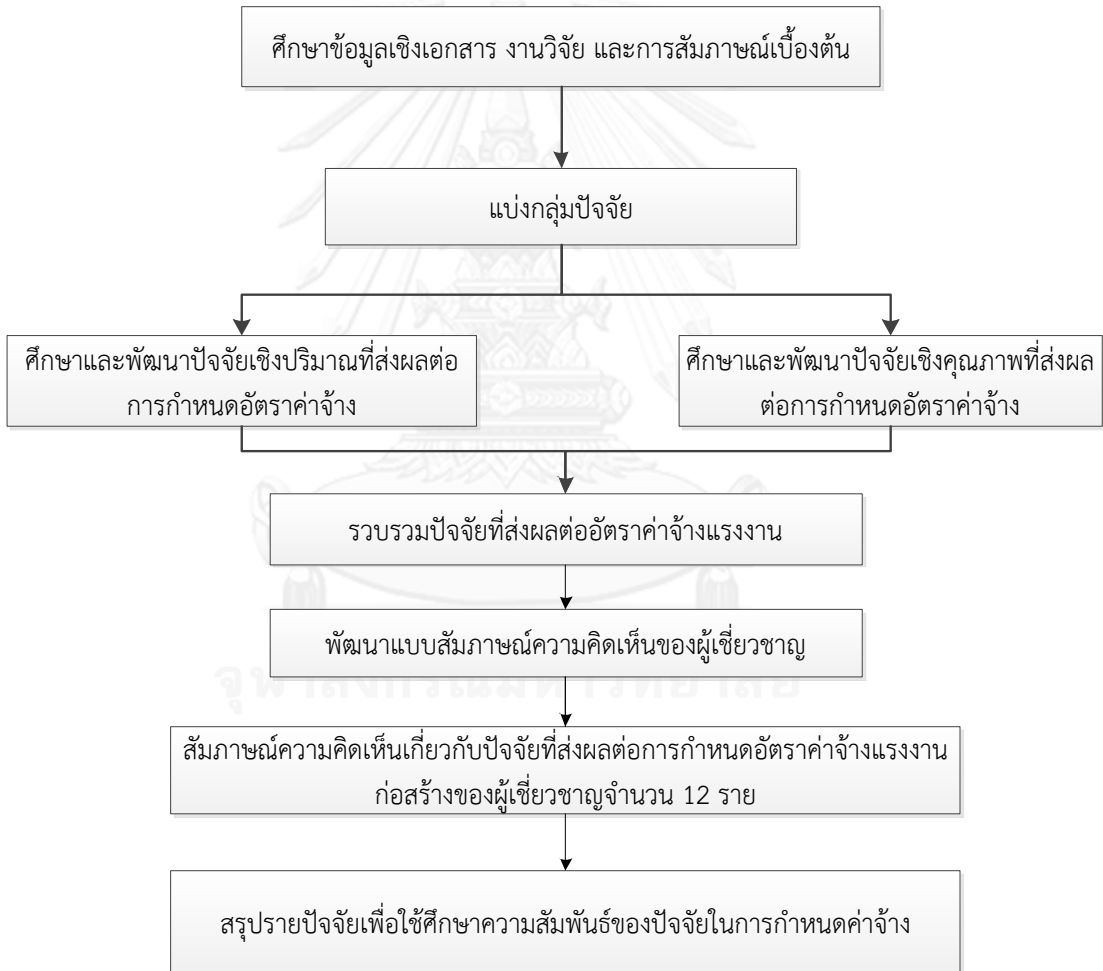 ศึกษาข้อมูลเชิงเอกสาร งานวิจัย และการสัมภาษณ์เบื้องต้น
แบ่งกลุ่มปัจจัย
ศึกษาและพัฒนาปัจจัยเชิงปริมาณที่ส่งผลต่อ
การกำหนดอัตราค่าจ้าง
ศึกษาและพัฒนาปัจจัยเชิงคุณภาพที่ส่งผล
ต่อการกำหนดอัตราค่าจ้าง
รวบรวมปัจจัยที่ส่งผลต่ออัตราค่าจ้างแรงงาน
พัฒนาแบบสัมภาษณ์ความคิดเห็นของผู้เชี่ยวชาญ
จุฬาลงกรณ์มหาวิทยาลัย
สัมภาษณ์ความคิดเห็นเกี่ยวกับปัจจัยที่ส่งผลต่อการกำหนดอัตราค่าจ้างแรงงาน
ก่อสร้างของผู้เชี่ยวชาญจำนวน 12 ราย
สรุปรายปัจจัยเพื่อใช้ศึกษาความสัมพันธ์ของปัจจัยในการกำหนดค่าจ้าง